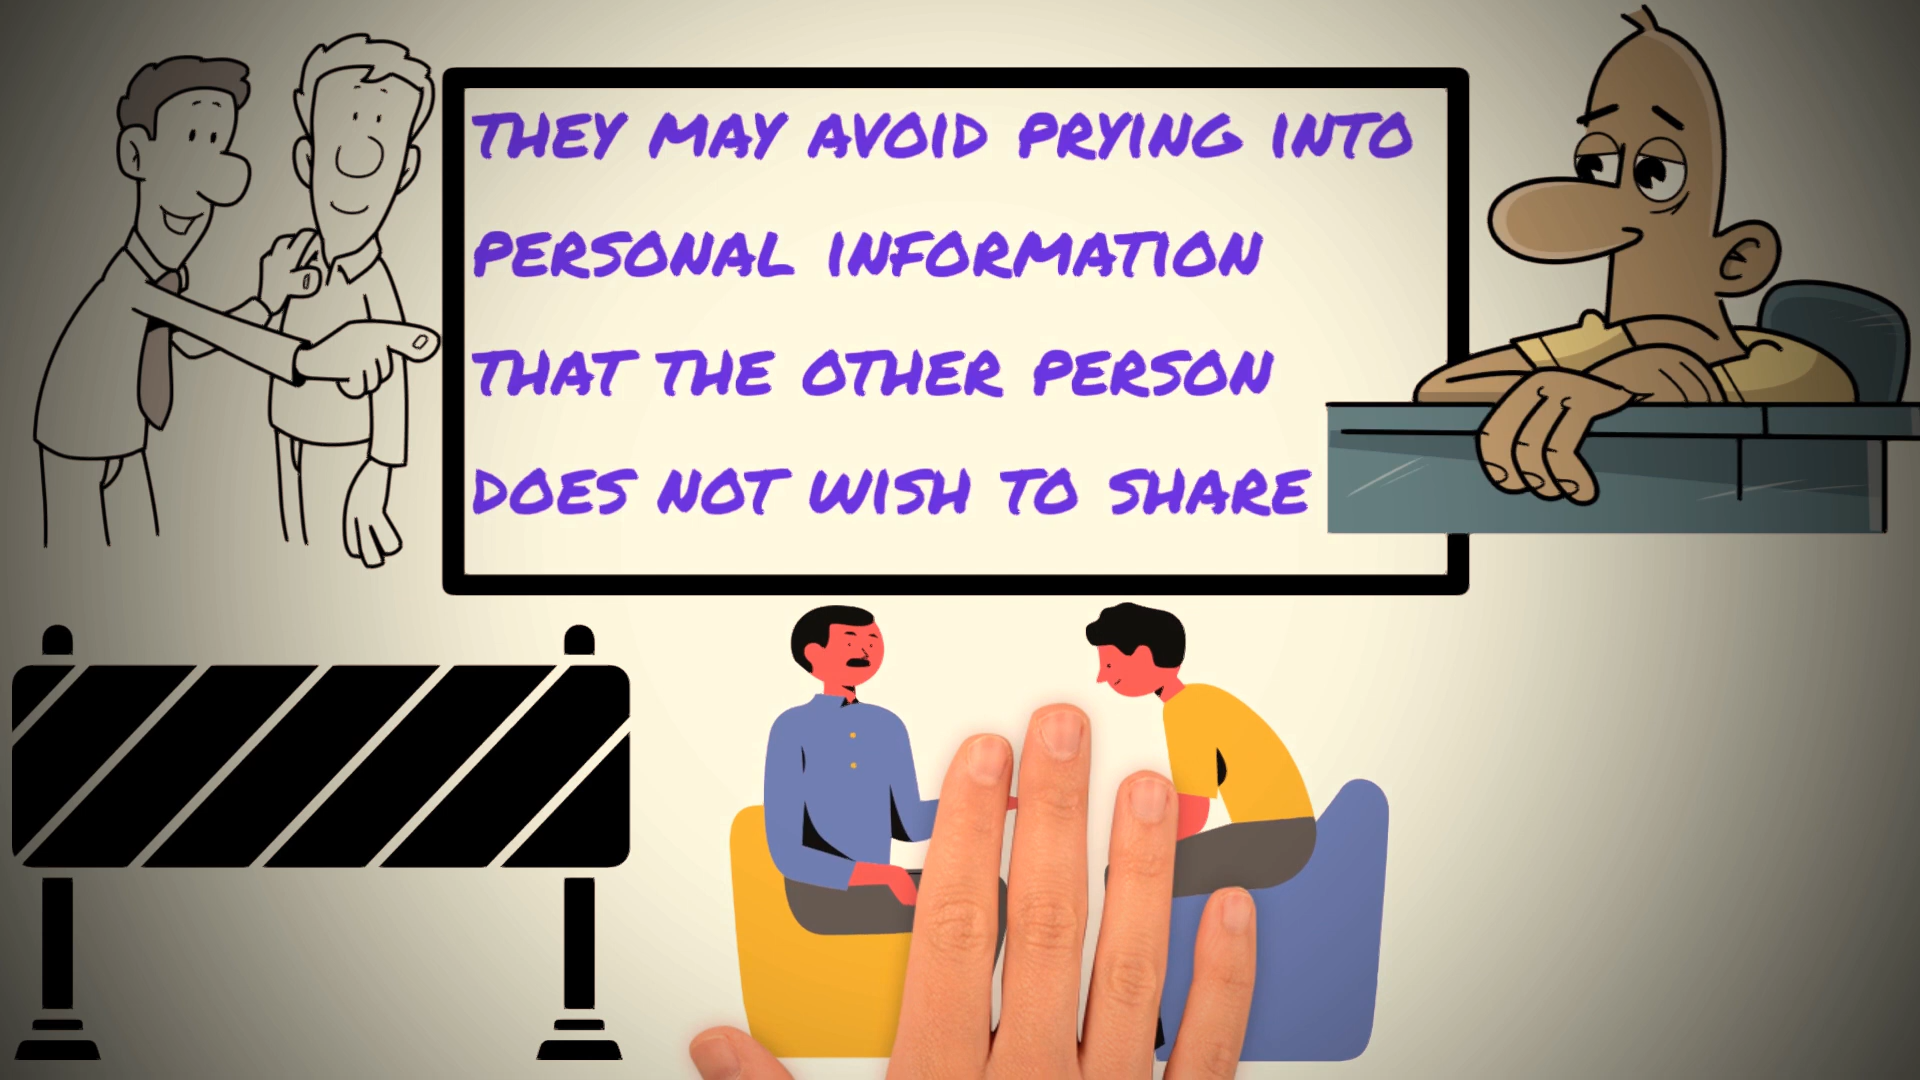 THEY MAY AVOID PRYING INTO
PERSONAL INFORMATION
THAT THE OTHER PERSON
DOES NOT WISH TO SHARE